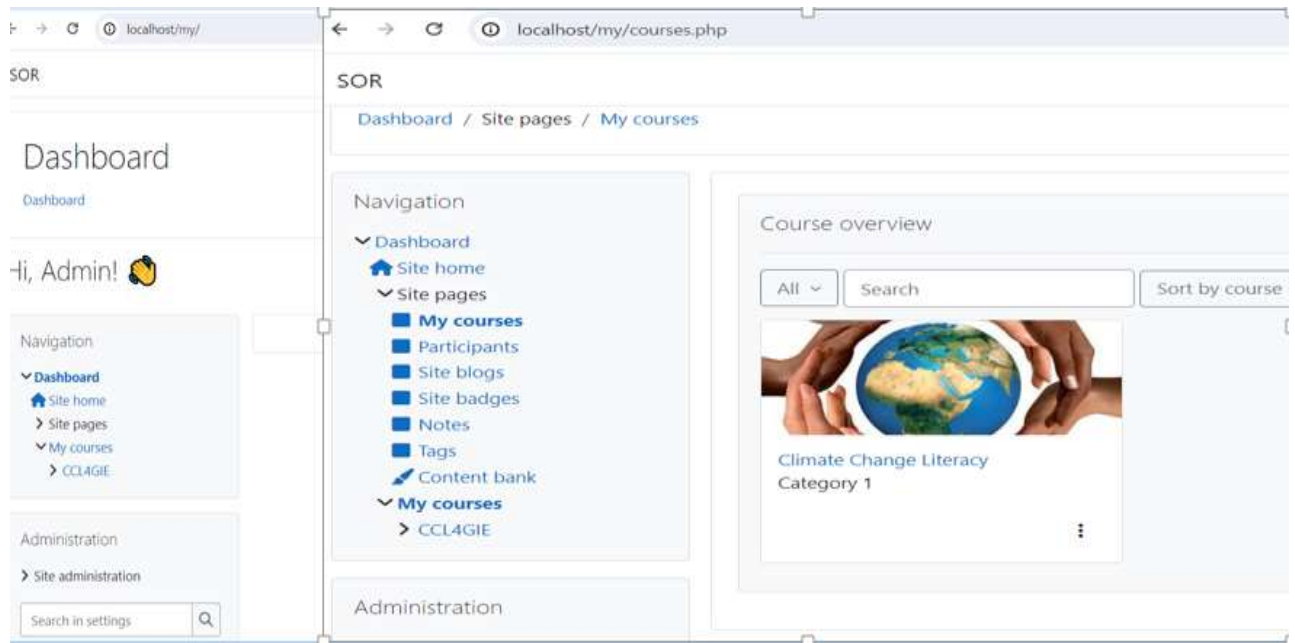 localhost/my/
SOR
Dashboard
Dashboard
Hi, Admin!
Navigation
Dashboard
Site home
Site pages
My courses
CCL4GIE
Administration
Site administration
Search in settings
localhost/my/courses.php
SOR
Dashboard / Site pages / My courses
Navigation
Dashboard
Site home
Site pages
My courses
Participants
Site blogs
Site badges
Notes
Tags
Content bank
My courses
CCL4GIE
Administration
Course overview
All
Search
Sort by course
Climate Change Literacy
Category 1